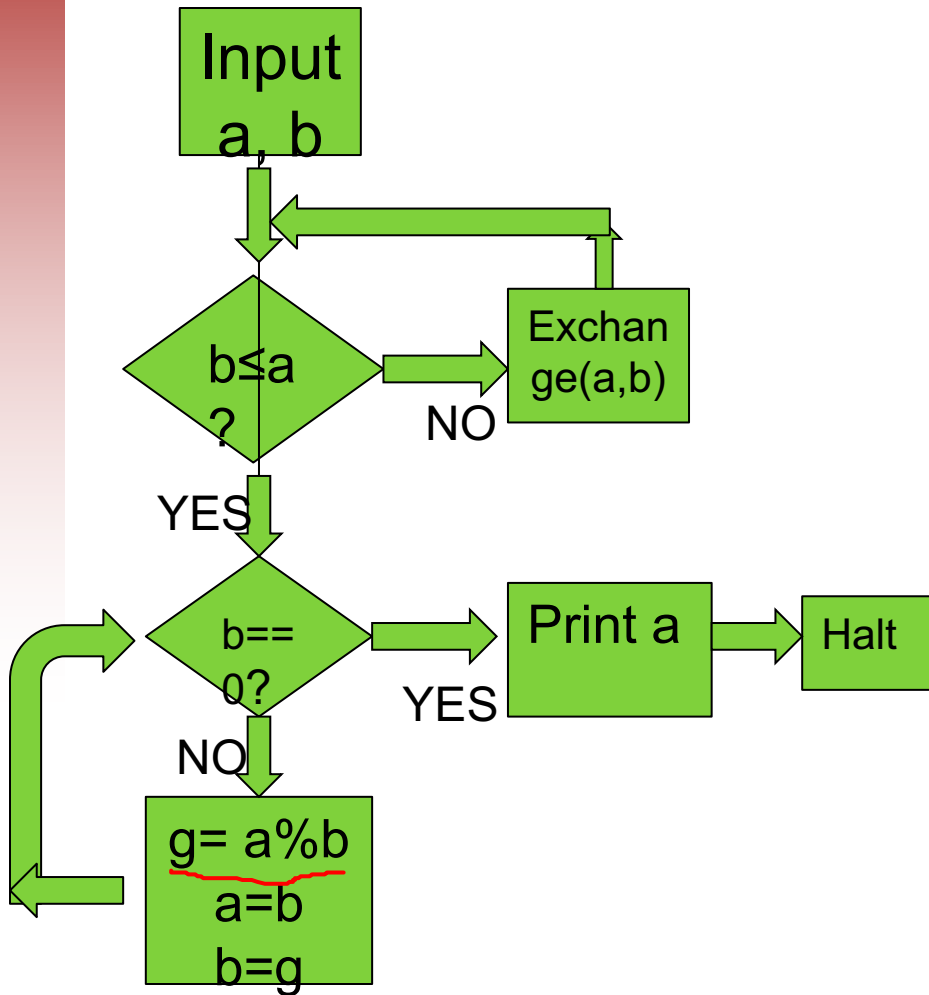 Input
a, b
b≤a
?
NO
Exchan
ge(a,b)
YES
b==
0?
YES
Print a
Halt
NO
g= a%b
a=b
b=g